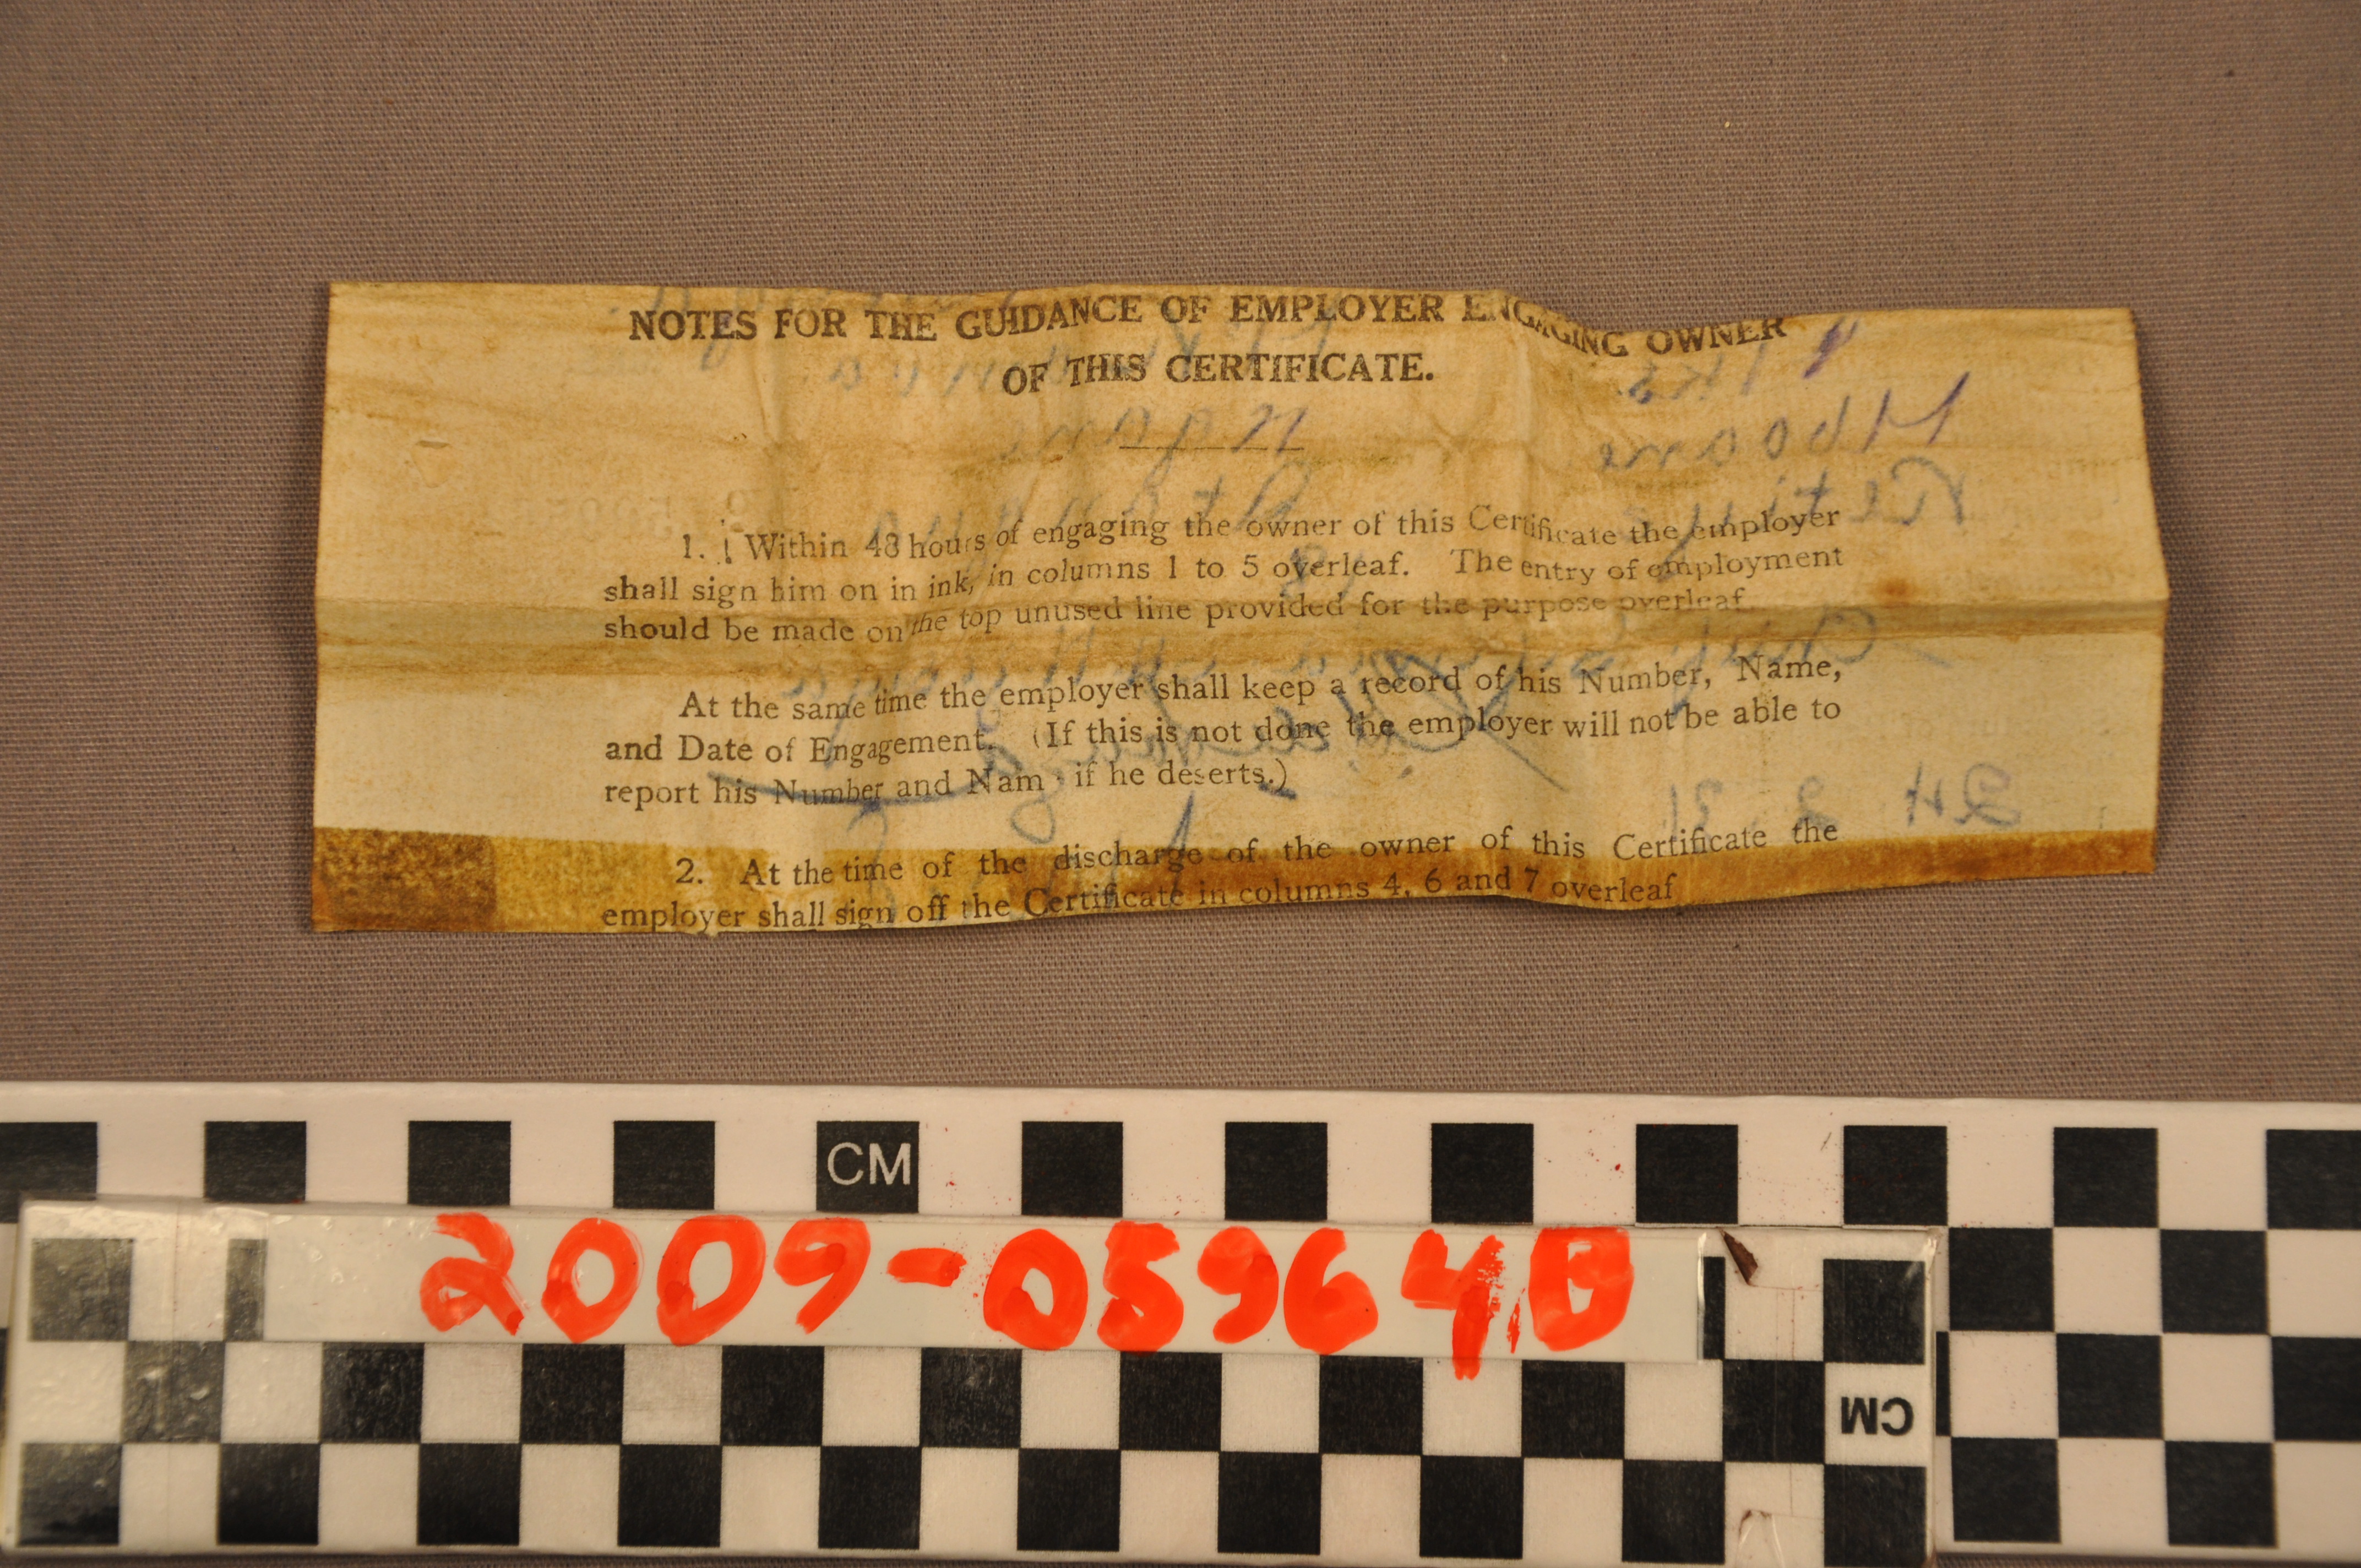 NOTES FOR THE GUIDANCE OF EMPLOYER ENGAGING OWNER
OF THIS CERTIFICATE.
1. Within 48 hours of engaging the owner of this Certificate the employer
shall sign him on in ink, in columns 1 to 5 overleaf. The entry of employment
should be made on the top unused line provided for the purpose overleaf
At the same time the employer shall keep a record of his Number, Name,
and Date of Engagement. (If this is not done the employer will not be able to
report his Number and Nam if he deserts.)
2. At the time of the discharge of the owner of this Certificate the
employer shall sign off the Certificate in columns 4, 6 and 7 overleaf
24 2 31
CM
2009-05964,B
CM